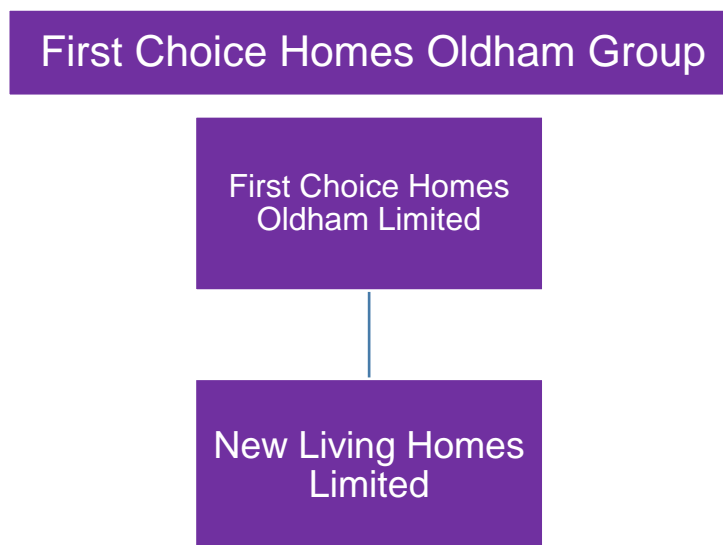 First Choice Homes Oldham Group
First Choice Homes
Oldham Limited
New Living Homes
Limited